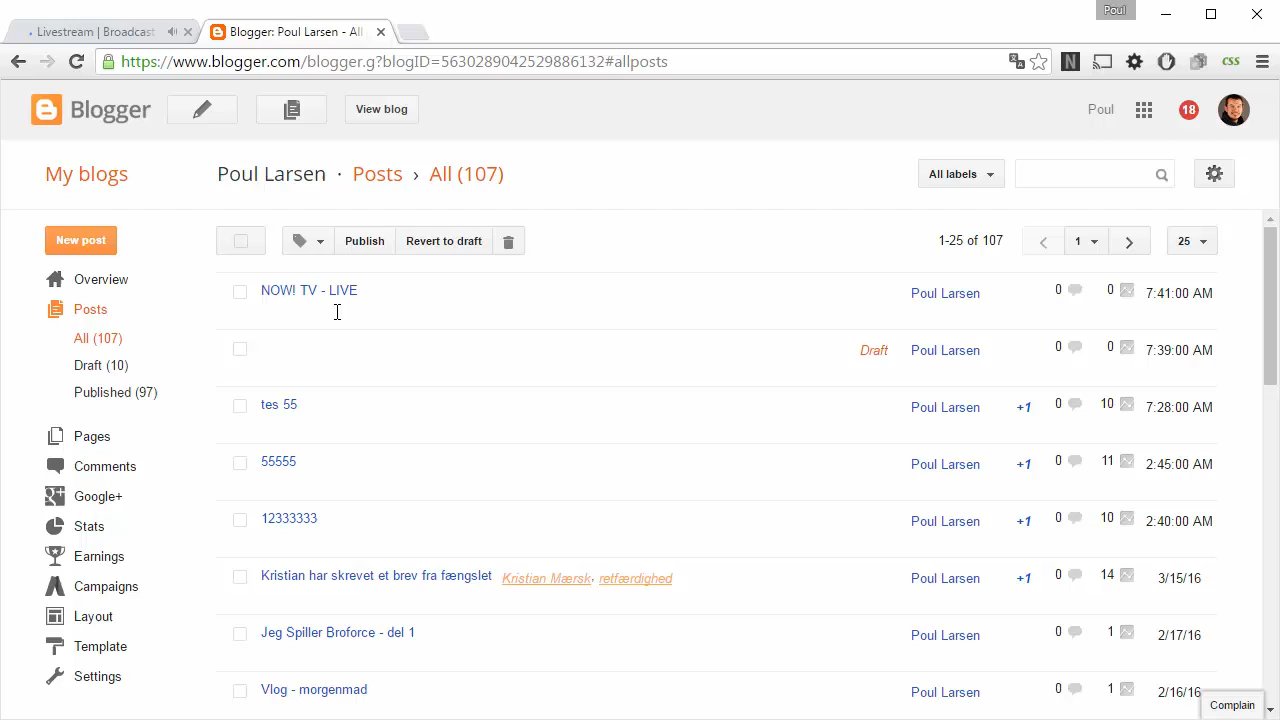 Poul
Livestream | Broadcast
Blogger: Poul Larsen - All
https://www.blogger.com/blogger.g?blogID=5630289042529886132#allposts
N
css
Blogger
View blog
Poul
18
My blogs
Poul Larsen · Posts › All (107)
All labels
New post
Publish
Revert to draft
1-25 of 107
1
25
Overview
Posts
All (107)
Draft (10)
Published (97)
Pages
Comments
Google+
Stats
Earnings
Campaigns
Layout
Template
Settings
NOW! TV - LIVE Poul Larsen 0 0 7:41:00 AM
Draft Poul Larsen 0 0 7:39:00 AM
tes 55 Poul Larsen +1 0 10 7:28:00 AM
55555 Poul Larsen +1 0 11 2:45:00 AM
12333333 Poul Larsen +1 0 10 2:40:00 AM
Kristian har skrevet et brev fra fængslet Kristian Mærsk, retfærdighed Poul Larsen +1 0 14 3/15/16
Jeg Spiller Broforce - del 1 Poul Larsen 0 1 2/17/16
Vlog - morgenmad Poul Larsen 0 1 2/16/16
Complain